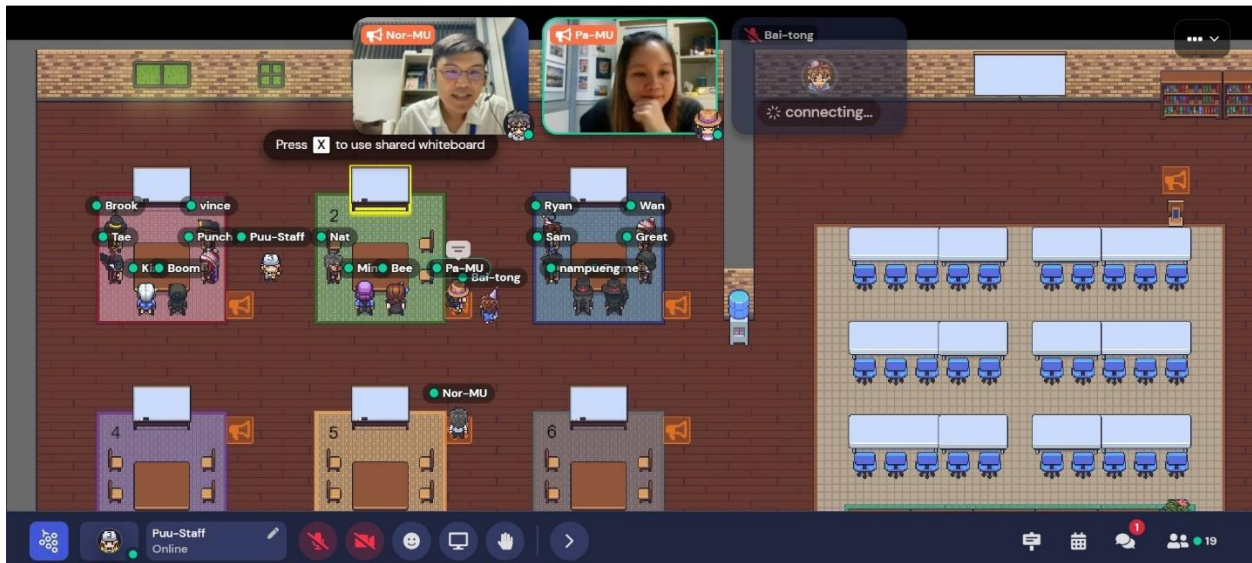 Nor-MU
Pa-MU
Bai-tong
connecting...
Press X to use shared whiteboard
Brook
vince
Ryan
Wan
2
Tae
Punch
Puu-Staff
Nat
Sam
Great
Boom
Bee
Pa-MU
nampueng
me
Bai-tong
Nor-MU
4
5
6
Puu-Staff
Online
1
19